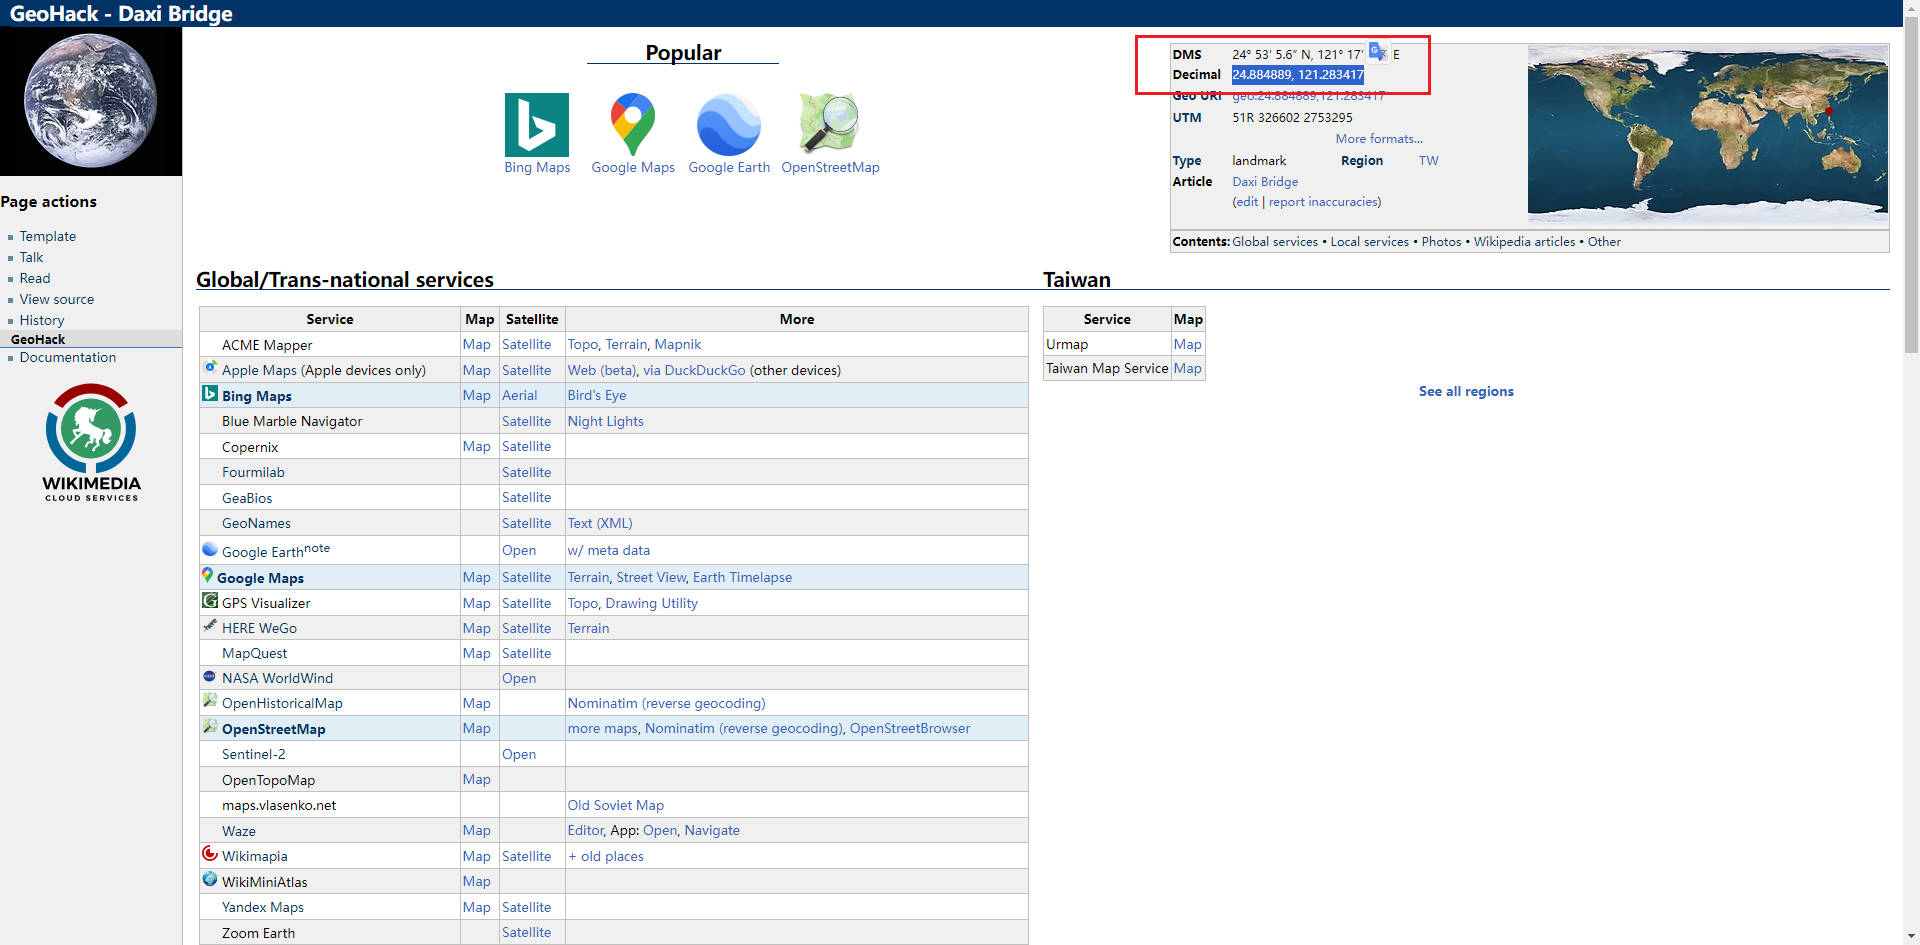 GeoHack - Daxi Bridge
Page actions
Template
Talk
Read
View source
History
GeoHack
Documentation
WIKIMEDIA
CLOUD SERVICES
Popular
Bing Maps
Google Maps
Google Earth
OpenStreetMap
DMS 24° 53′ 5.6″ N, 121° 17′ E
Decimal 24.884889, 121.283417
Geo URI geo:24.884889,121.283417
UTM 51R 326602 2753295
More formats...
Type landmark Region TW
Article Daxi Bridge
(edit | report inaccuracies)
Contents: Global services • Local services • Photos • Wikipedia articles • Other
Global/Trans-national services
Service Map Satellite More
ACME Mapper Map Satellite Topo, Terrain, Mapnik
Apple Maps (Apple devices only) Map Satellite Web (beta), via DuckDuckGo (other devices)
Bing Maps Map Aerial Bird's Eye
Blue Marble Navigator Satellite Night Lights
Copernix Map Satellite
Fourmilab Satellite
GeaBios Satellite
GeoNames Satellite Text (XML)
Google Earth note Open w/ meta data
Google Maps Map Satellite Terrain, Street View, Earth Timelapse
GPS Visualizer Map Satellite Topo, Drawing Utility
HERE WeGo Map Satellite Terrain
MapQuest Map Satellite
NASA WorldWind Open
OpenHistoricalMap Map Nominatim (reverse geocoding)
OpenStreetMap Map more maps, Nominatim (reverse geocoding), OpenStreetBrowser
Sentinel-2 Open
OpenTopoMap Map
maps.vlasenko.net Old Soviet Map
Waze Map Editor, App: Open, Navigate
Wikimapia Map Satellite + old places
WikiMiniAtlas Map
Yandex Maps Map Satellite
Zoom Earth Satellite
Taiwan
Service Map
Urmap Map
Taiwan Map Service Map
See all regions